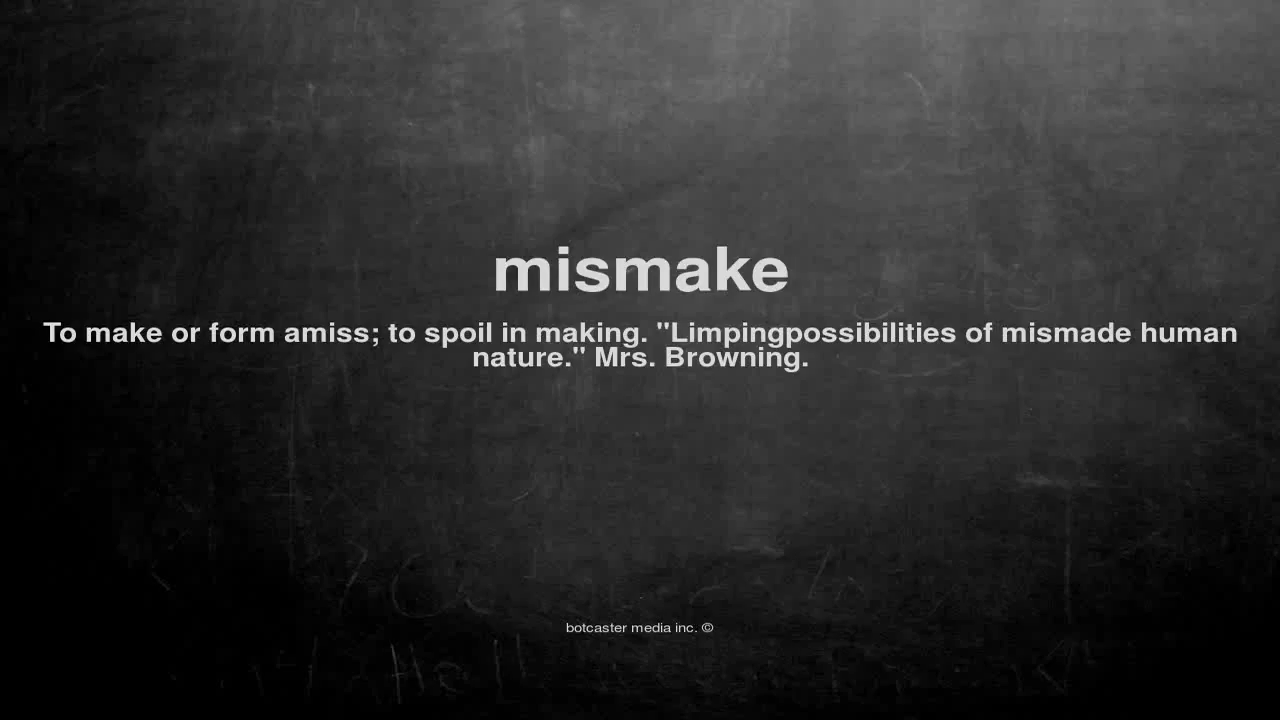 mismake
To make or form amiss; to spoil in making. "Limpingpossibilities of mismade human
nature." Mrs. Browning.
botcaster media inc. ©